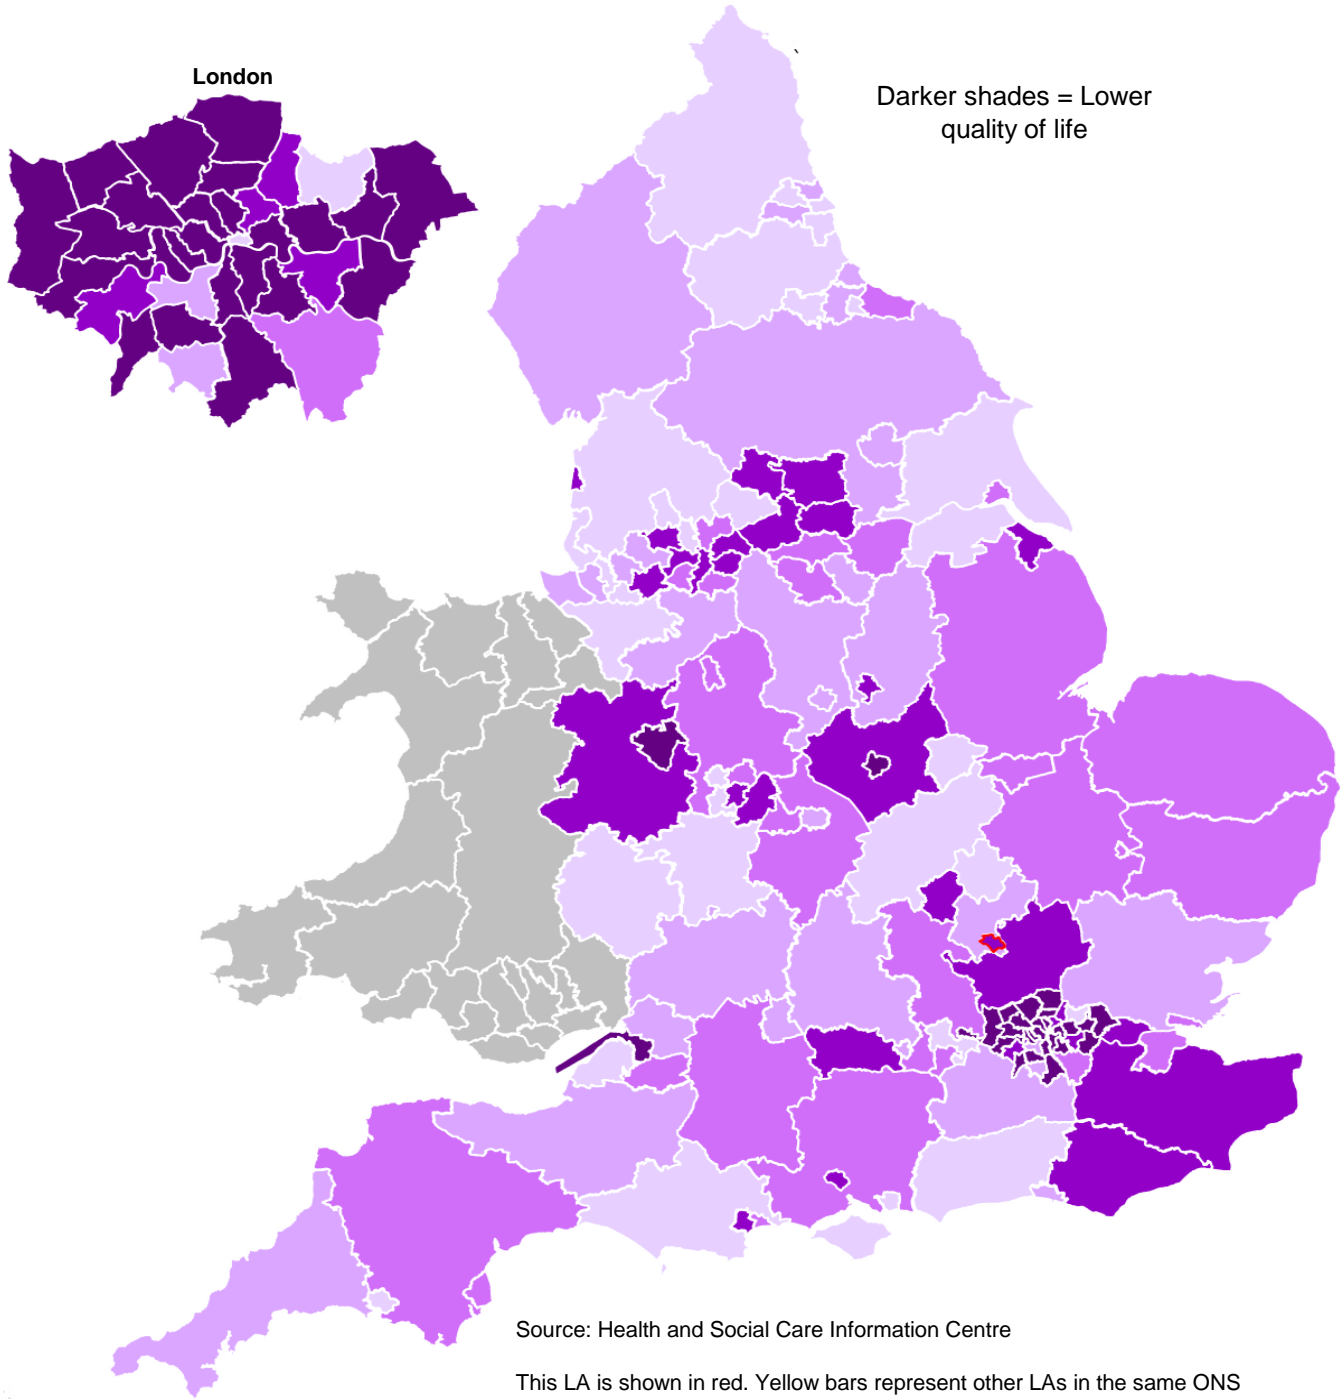 London
Darker shades = Lower
quality of life
`
Source: Health and Social Care Information Centre
This LA is shown in red. Yellow bars represent other LAs in the same ONS